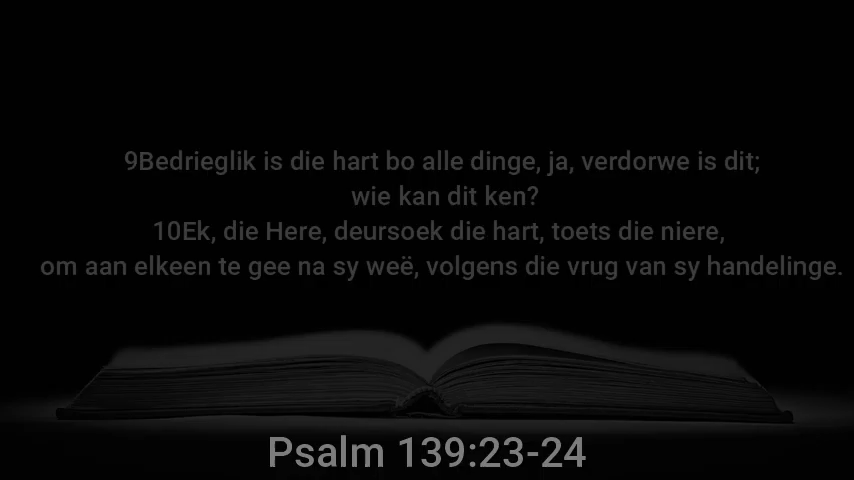 9Bedrieglik is die hart bo alle dinge, ja, verdorwe is dit;
wie kan dit ken?
10Ek, die Here, deursoek die hart, toets die niere,
om aan elkeen te gee na sy weë, volgens die vrug van sy handelinge.
Psalm 139:23-24